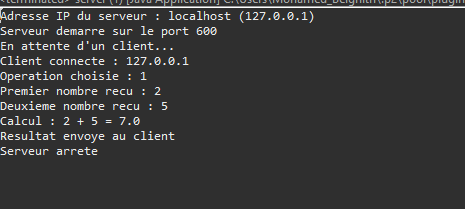 <terminated> server (1) [Java Application] C:\Users\Mohamed_Belghith\.p2\pool\plugin
Adresse IP du serveur : localhost (127.0.0.1)
Serveur demarre sur le port 600
En attente d'un client...
Client connecte : 127.0.0.1
Operation choisie : 1
Premier nombre recu : 2
Deuxieme nombre recu : 5
Calcul : 2 + 5 = 7.0
Resultat envoye au client
Serveur arrete